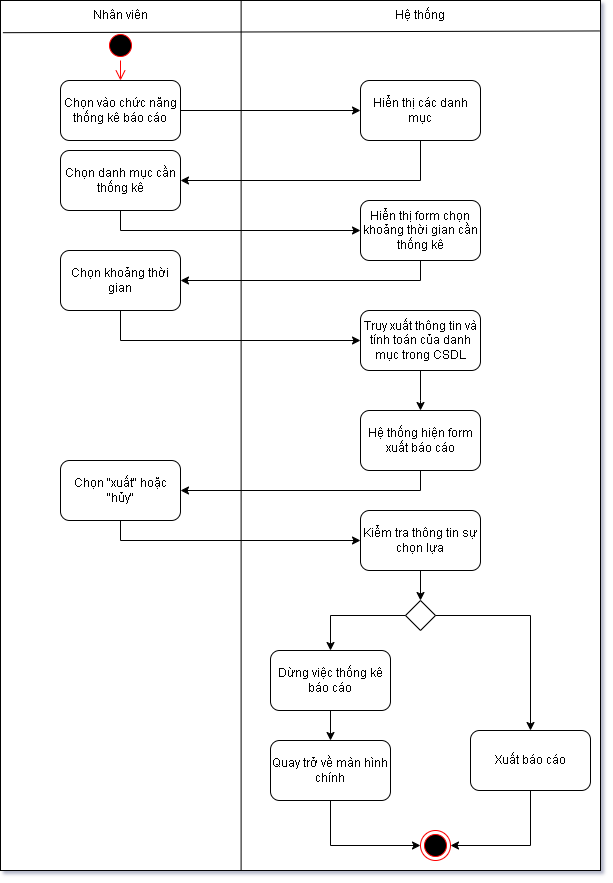 Nhân viên
Hệ thống
Chọn vào chức năng
thống kê báo cáo
Hiển thị các danh
mục
Chọn danh mục cần
thống kê
Hiển thị form chọn
khoảng thời gian cần
thống kê
Chọn khoảng thời
gian
Truy xuất thông tin và
tính toán của danh
mục trong CSDL
Hệ thống hiện form
xuất báo cáo
Chọn "xuất" hoặc
"hủy"
Kiểm tra thông tin sự
chọn lựa
Dừng việc thống kê
báo cáo
Quay trở về màn hình
chính
Xuất báo cáo